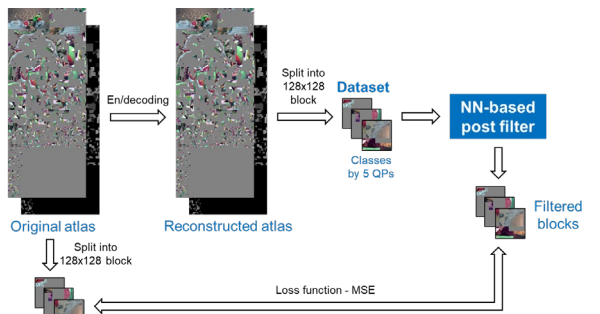 En/decoding
Split into
128x128
block
Dataset
Classes
by 5 QPs
NN-based
post filter
Original atlas
Reconstructed atlas
Filtered
blocks
Split into
128x128 block
Loss function - MSE